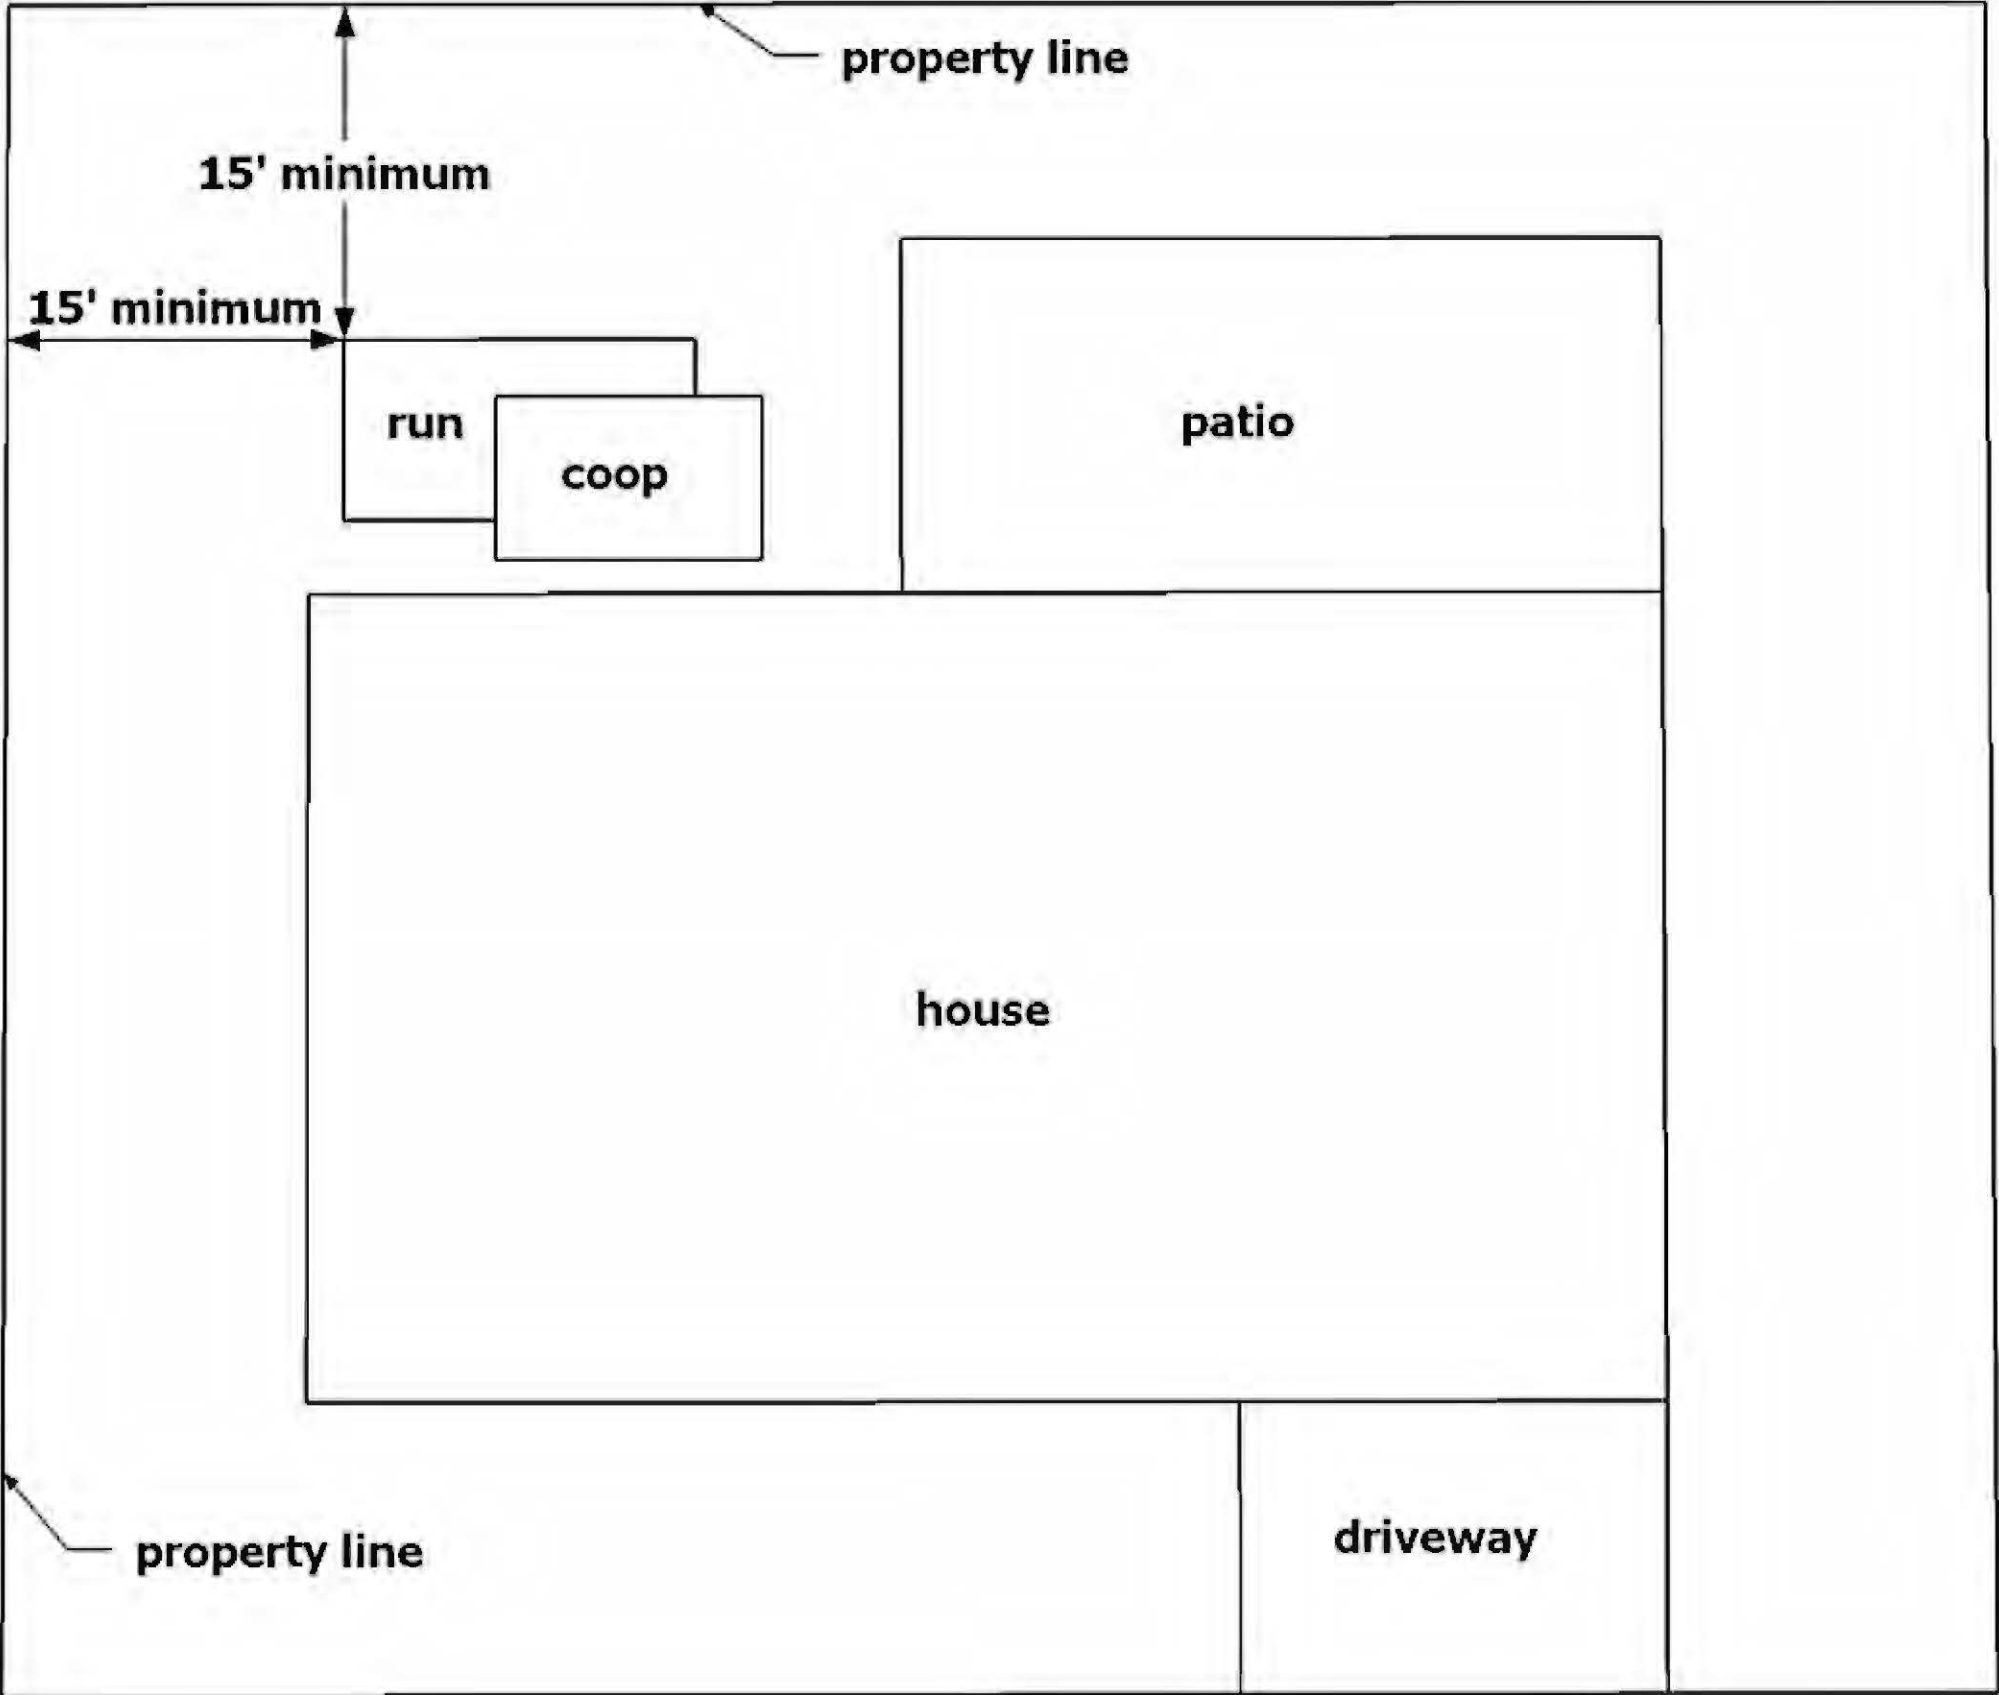 property line
15' minimum
15' minimum
run
coop
patio
house
driveway
property line